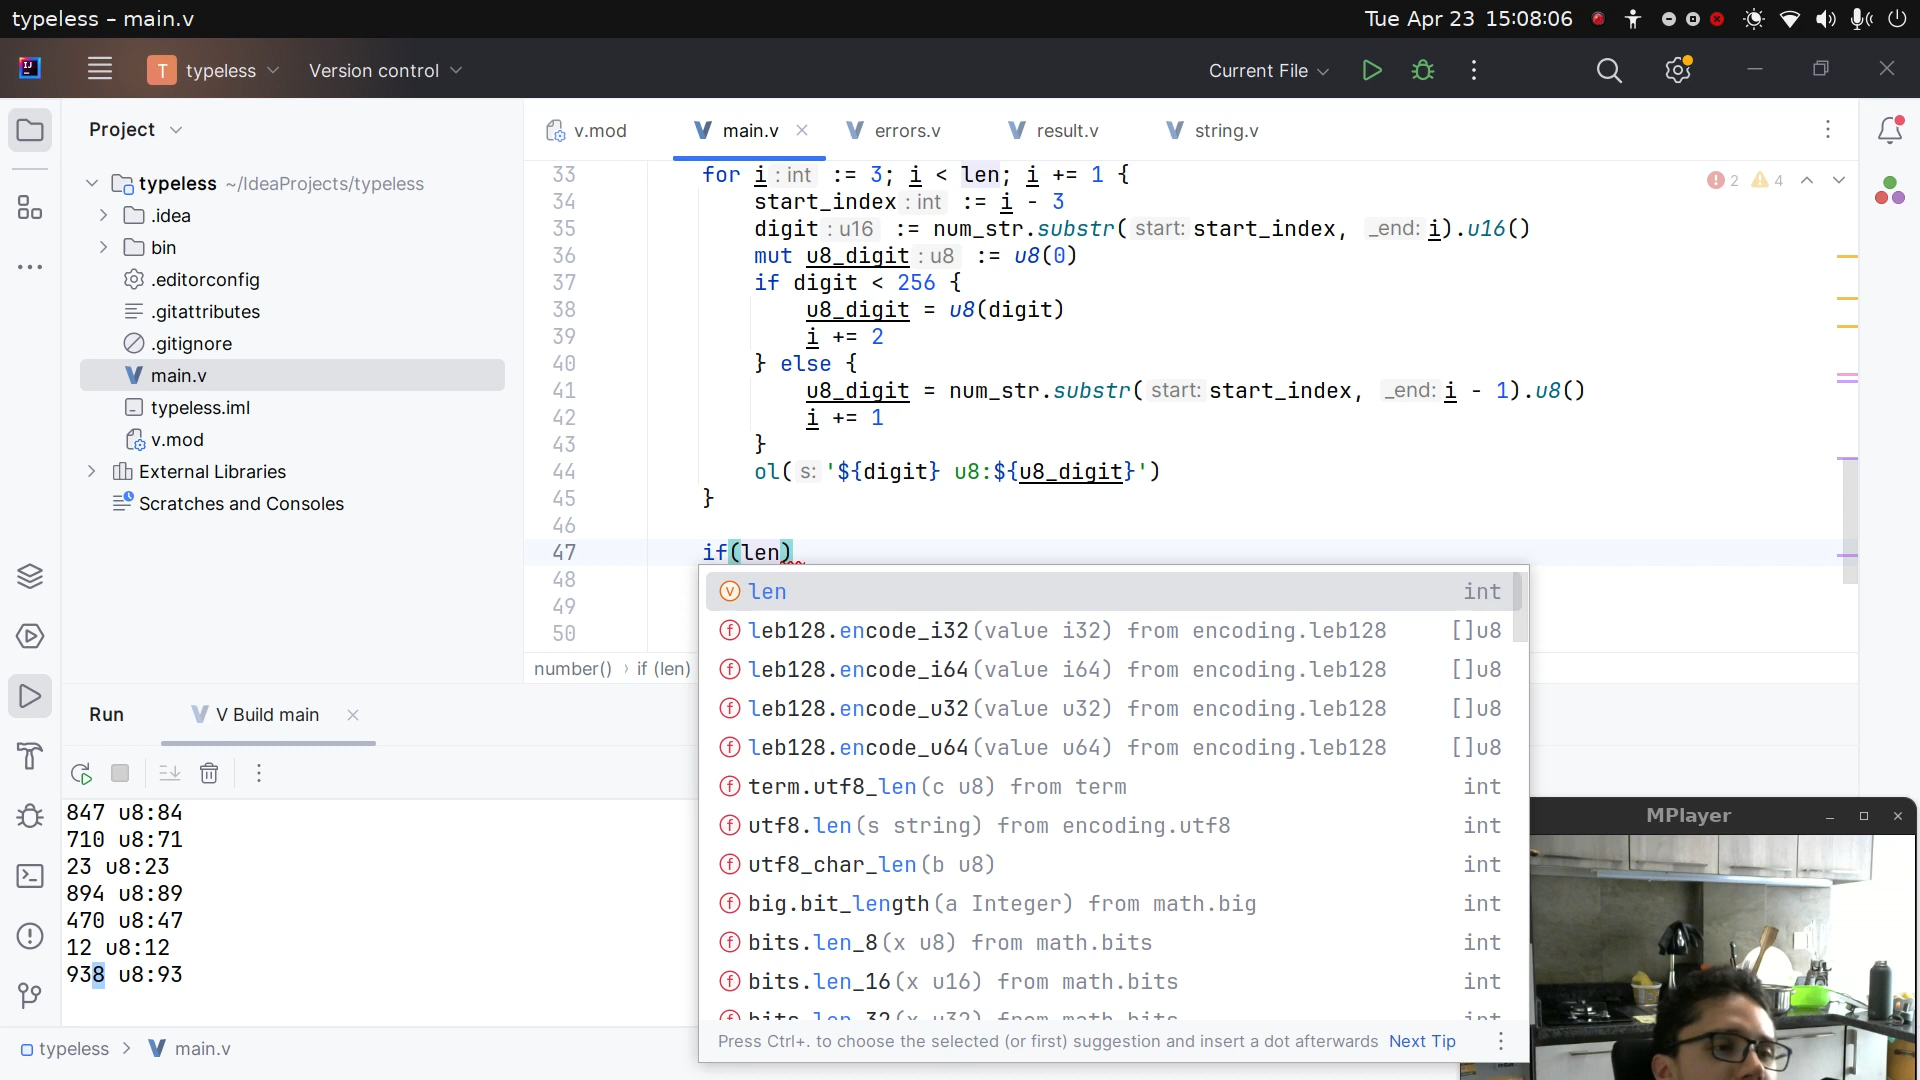 typeless – main.v
Tue Apr 23 15:08:06
T typeless
Version control
Current File
Project
v.mod
main.v
errors.v
result.v
string.v
typeless ~/IdeaProjects/typeless
.idea
bin
.editorconfig
.gitattributes
.gitignore
main.v
typeless.iml
v.mod
External Libraries
Scratches and Consoles
2 4
33 for i : int := 3; i < len; i += 1 {
34 start_index : int := i - 3
35 digit : u16 := num_str.substr( start: start_index, _end: i).u16()
36 mut u8_digit : u8 := u8(0)
37 if digit < 256 {
38 u8_digit = u8(digit)
39 i += 2
40 } else {
41 u8_digit = num_str.substr( start: start_index, _end: i - 1).u8()
42 i += 1
43 }
44 ol( s: '${digit} u8:${u8_digit}')
45 }
46
47 if(len)
48
49
50
len int
leb128.encode_i32(value i32) from encoding.leb128 []u8
leb128.encode_i64(value i64) from encoding.leb128 []u8
leb128.encode_u32(value u32) from encoding.leb128 []u8
leb128.encode_u64(value u64) from encoding.leb128 []u8
term.utf8_len(c u8) from term int
utf8.len(s string) from encoding.utf8 int
utf8_char_len(b u8) int
big.bit_length(a Integer) from math.big int
bits.len_8(x u8) from math.bits int
bits.len_16(x u16) from math.bits int
bits.len_32(x u32) from math.bits int
Press Ctrl+. to choose the selected (or first) suggestion and insert a dot afterwards Next Tip
number() › if (len)
Run
V Build main
847 u8:84
710 u8:71
23 u8:23
894 u8:89
470 u8:47
12 u8:12
938 u8:93
MPlayer
typeless › main.v